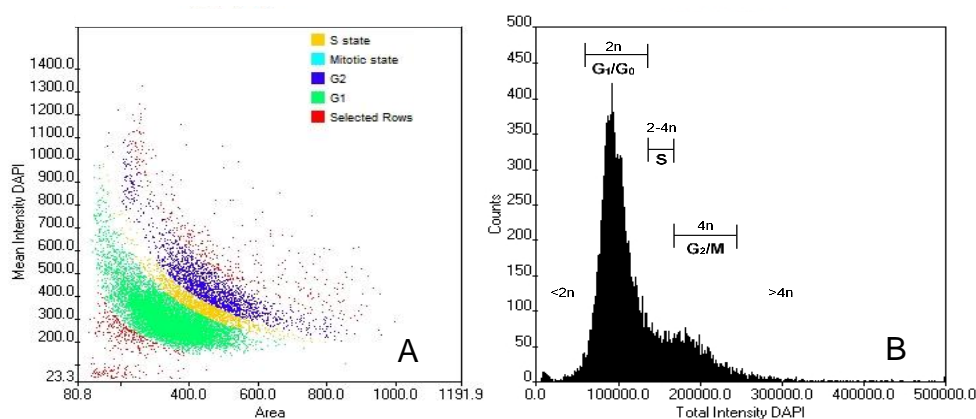 S state
Mitotic state
G2
G1
Selected Rows
1400.0
1300.0
1200.0
1000.0
900.0
800.0
700.0
600.0
500.0
400.0
300.0
200.0
23.3
Mean Intensity DAPI
80.8 400.0 600.0 800.0 1000.0 1191.9
Area
A
500
450
400
350
300
250
200
150
100
50
0
Counts
2n
G₁/G₀
2-4n
S
4n
G₂/M
<2n
>4n
B
0.0 100000.0 200000.0 300000.0 400000.0 500000.0
Total Intensity DAPI